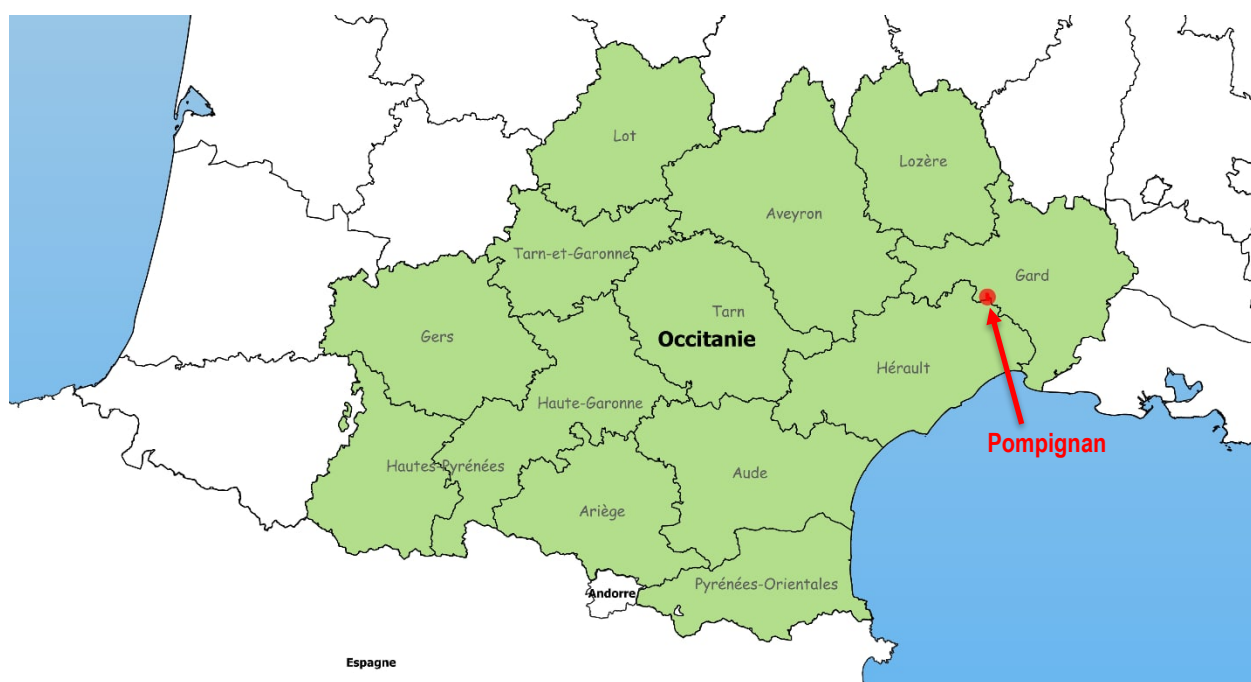 Lot
Lozère
Aveyron
Tarn-et-Garonne
Gard
Tarn
Gers
Occitanie
Hérault
Haute-Garonne
Pompignan
Hautes-Pyrénées
Aude
Ariège
Pyrénées-Orientales
Andorre
Espagne